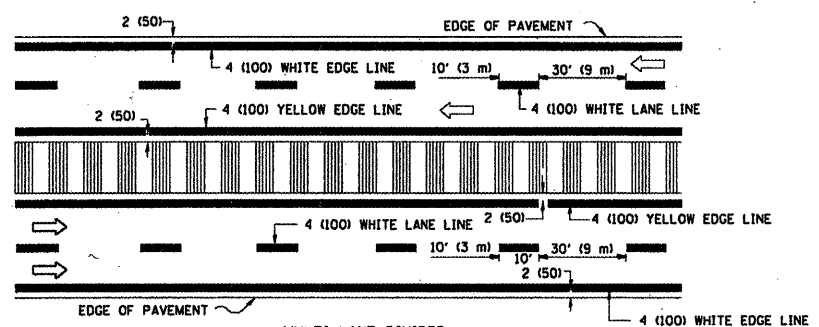 2 (50)
EDGE OF PAVEMENT
4 (100) WHITE EDGE LINE
10' (3 m) 30' (9 m)
4 (100) YELLOW EDGE LINE
4 (100) WHITE LANE LINE
2 (50)
2 (50)
4 (100) YELLOW EDGE LINE
4 (100) WHITE LANE LINE
10' (3 m) 30' (9 m)
10'
2 (50)
EDGE OF PAVEMENT
4 (100) WHITE EDGE LINE